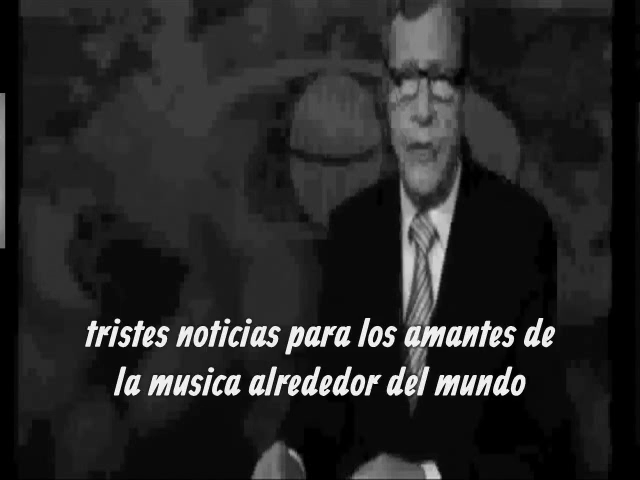 tristes noticias para los amantes de
la musica alrededor del mundo